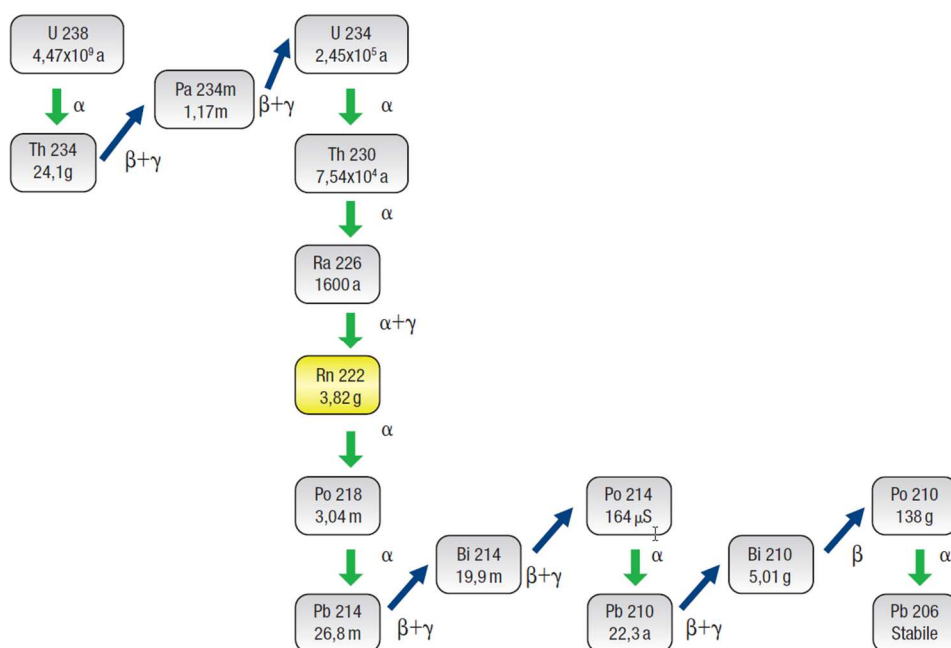 U 238
4,47x10⁹ a
α
Th 234
24,1g
β+γ
Pa 234m
1,17m
β+γ
U 234
2,45x10⁵ a
α
Th 230
7,54x10⁴ a
α
Ra 226
1600 a
α+γ
Rn 222
3,82 g
α
Po 218
3,04 m
α
Pb 214
26,8 m
β+γ
Bi 214
19,9 m
β+γ
Po 214
164 µS
α
Pb 210
22,3 a
β+γ
Bi 210
5,01 g
β
Po 210
138 g
α
Pb 206
Stabile